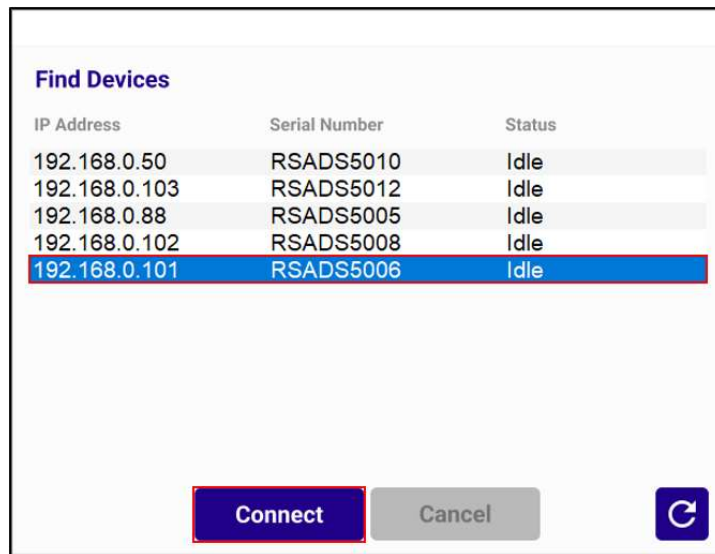 Find Devices
IP Address Serial Number Status
192.168.0.50 RSADS5010 Idle
192.168.0.103 RSADS5012 Idle
192.168.0.88 RSADS5005 Idle
192.168.0.102 RSADS5008 Idle
192.168.0.101 RSADS5006 Idle
Connect Cancel